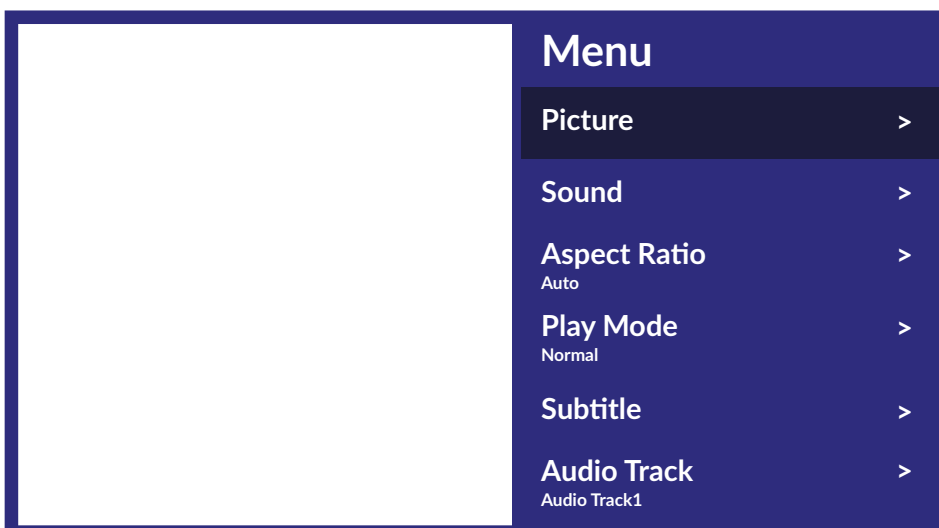 Menu
Picture >
Sound >
Aspect Ratio >
Auto
Play Mode >
Normal
Subtitle >
Audio Track >
Audio Track1